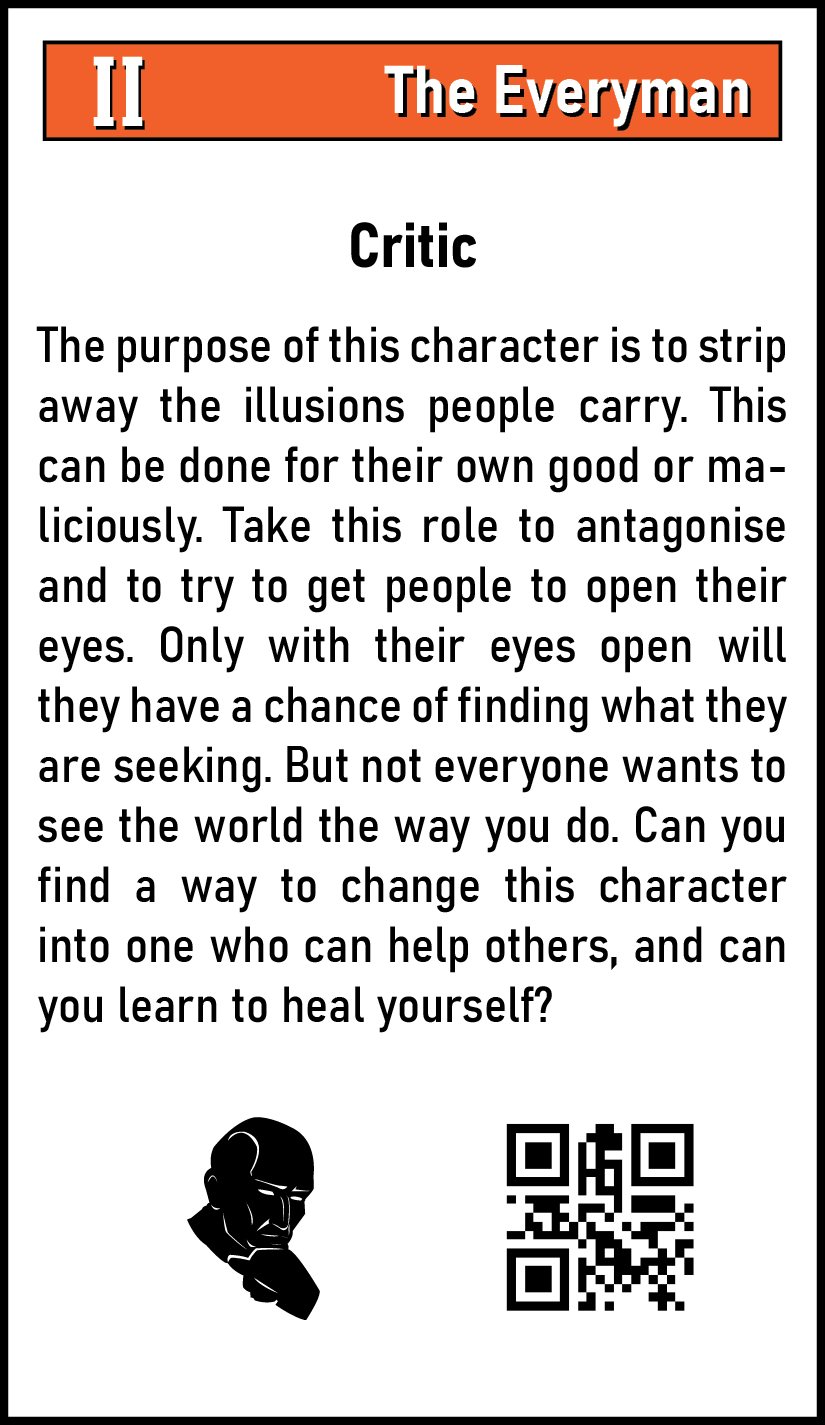 II The Everyman
Critic
The purpose of this character is to strip
away the illusions people carry. This
can be done for their own good or ma-
liciously. Take this role to antagonise
and to try to get people to open their
eyes. Only with their eyes open will
they have a chance of finding what they
are seeking. But not everyone wants to
see the world the way you do. Can you
find a way to change this character
into one who can help others, and can
you learn to heal yourself?